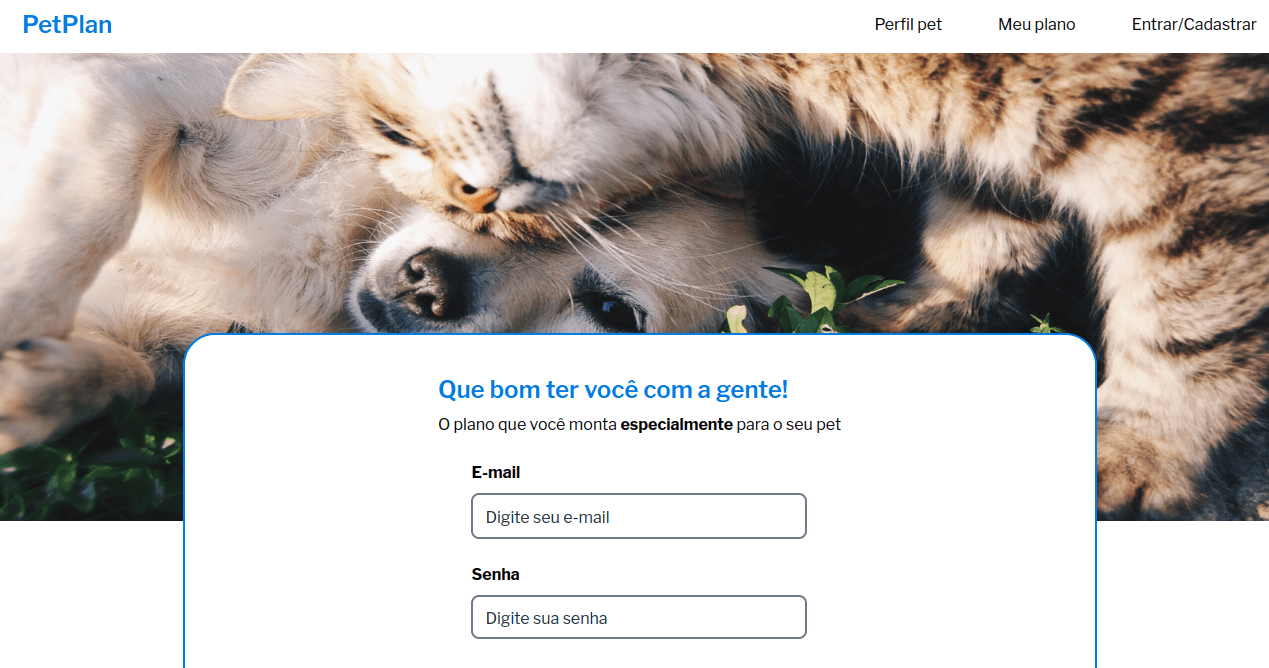 PetPlan
Perfil pet
Meu plano
Entrar/Cadastrar
Que bom ter você com a gente!
O plano que você monta especialmente para o seu pet
E-mail
Digite seu e-mail
Senha
Digite sua senha